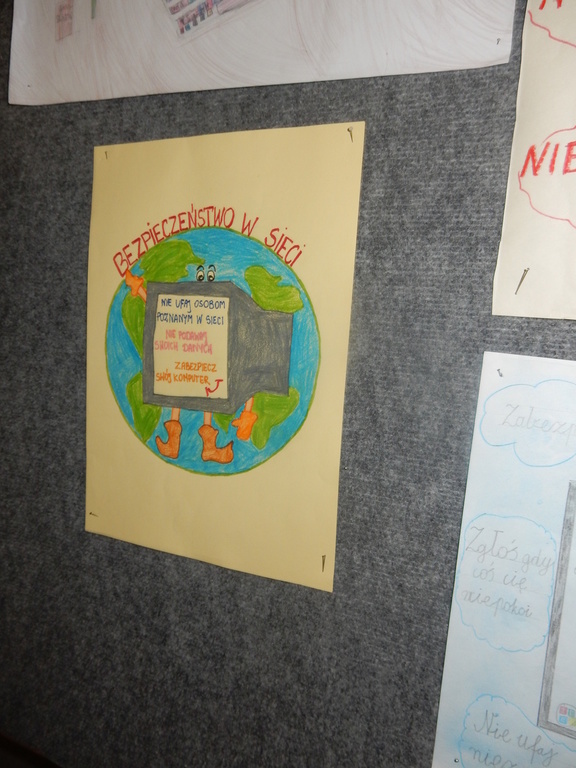 BEZPIECZEŃSTWO W SIECI
NIE UFAJ OSOBOM
POZNANYM W SIECI
NIE PODAWAJ
SWOICH DANYCH
ZABEZPIECZ
SWÓJ KOMPUTER
NIE
Zgłoś gdy
coś cię
niepokoi
Nie ufaj